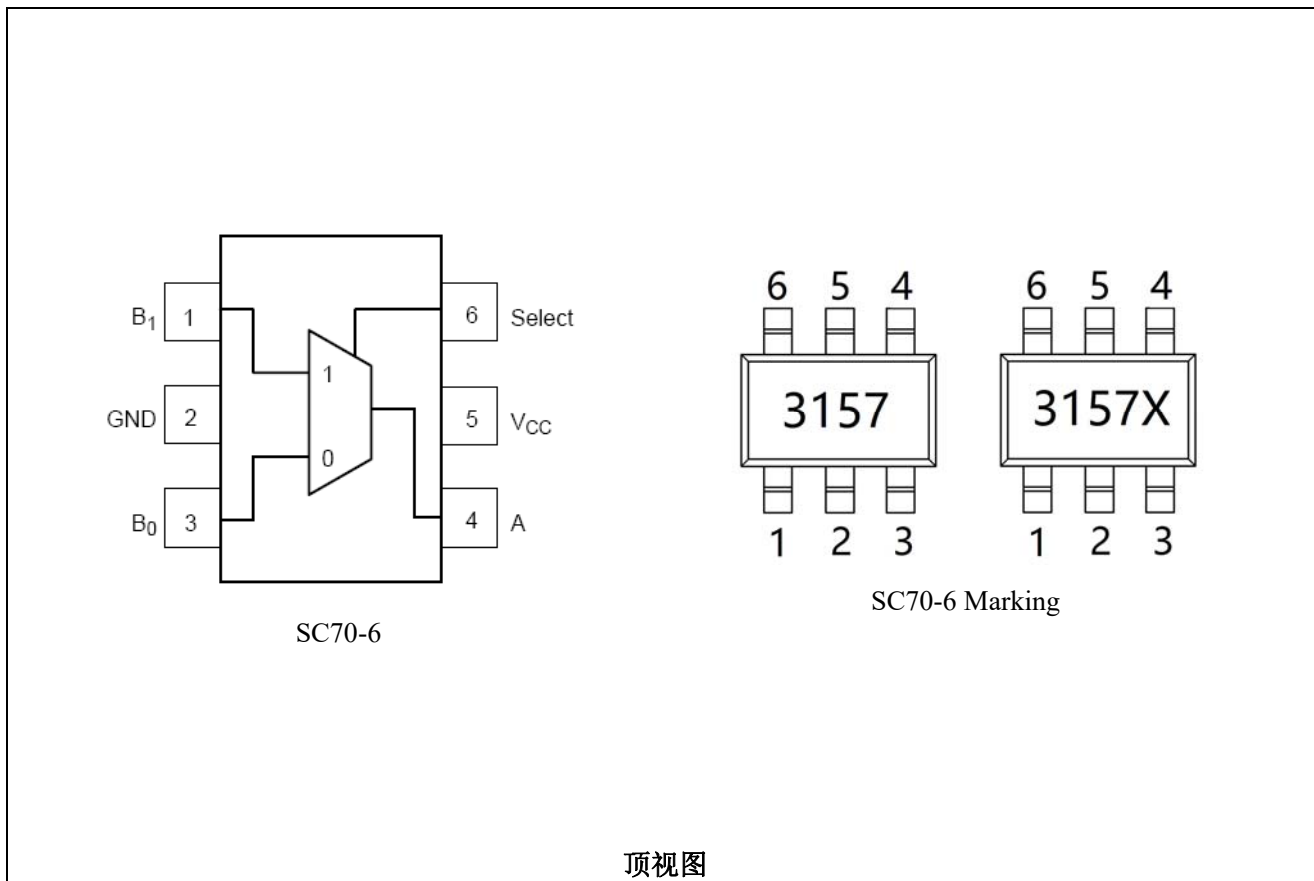 B1 1 6 Select
1
GND 2 5 VCC
0
B0 3 4 A
SC70-6
6 5 4
3157
1 2 3
6 5 4
3157X
1 2 3
SC70-6 Marking
顶视图